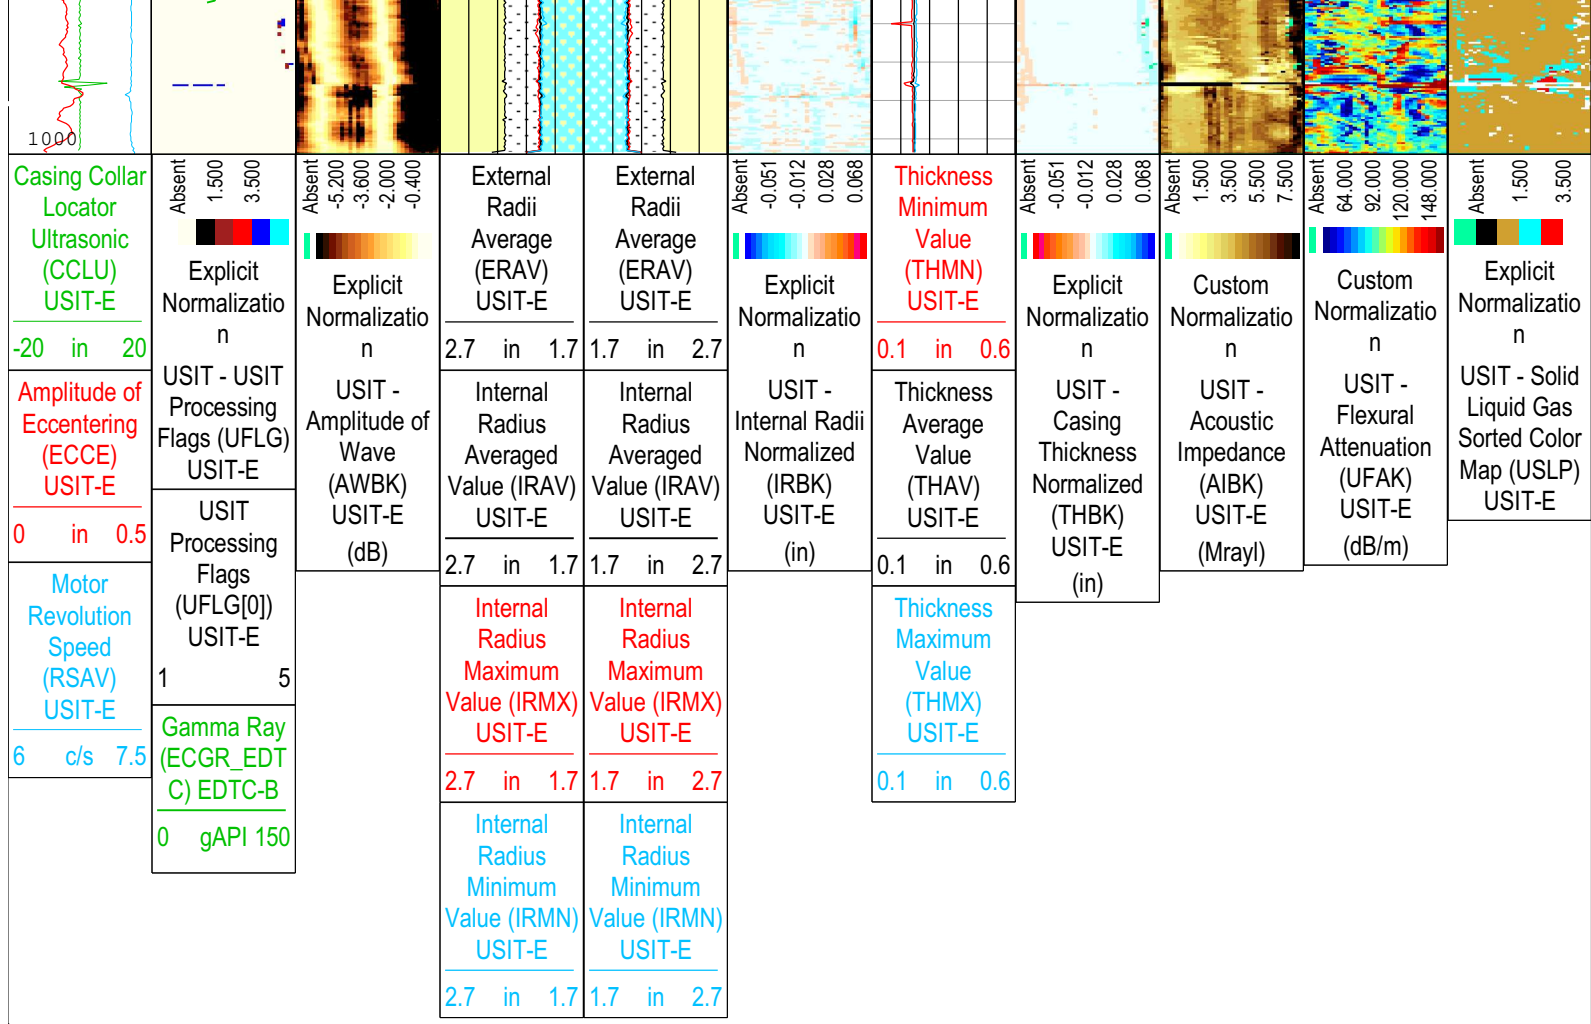 1000
Casing Collar
Locator
Ultrasonic
(CCLU)
USIT-E
-20 in 20
Amplitude of
Eccentering
(ECCE)
USIT-E
0 in 0.5
Motor
Revolution
Speed
(RSAV)
USIT-E
6 c/s 7.5
Absent
1.500
3.500
Explicit
Normalizatio
n
USIT - USIT
Processing
Flags (UFLG)
USIT-E
USIT
Processing
Flags
(UFLG[0])
USIT-E
1 5
Gamma Ray
(ECGR_EDT
C) EDTC-B
0 gAPI 150
Absent
-5.200
-3.600
-2.000
-0.400
Explicit
Normalizatio
n
USIT -
Amplitude of
Wave
(AWBK)
USIT-E
(dB)
External
Radii
Average
(ERAV)
USIT-E
2.7 in 1.7
Internal
Radius
Averaged
Value (IRAV)
USIT-E
2.7 in 1.7
Internal
Radius
Maximum
Value (IRMX)
USIT-E
2.7 in 1.7
Internal
Radius
Minimum
Value (IRMN)
USIT-E
2.7 in 1.7
External
Radii
Average
(ERAV)
USIT-E
1.7 in 2.7
Internal
Radius
Averaged
Value (IRAV)
USIT-E
1.7 in 2.7
Internal
Radius
Maximum
Value (IRMX)
USIT-E
1.7 in 2.7
Internal
Radius
Minimum
Value (IRMN)
USIT-E
1.7 in 2.7
Absent
-0.051
-0.012
0.028
0.068
Explicit
Normalizatio
n
USIT -
Internal Radii
Normalized
(IRBK)
USIT-E
(in)
Thickness
Minimum
Value
(THMN)
USIT-E
0.1 in 0.6
Thickness
Average
Value
(THAV)
USIT-E
0.1 in 0.6
Thickness
Maximum
Value
(THMX)
USIT-E
0.1 in 0.6
Absent
-0.051
-0.012
0.028
0.068
Explicit
Normalizatio
n
USIT -
Casing
Thickness
Normalized
(THBK)
USIT-E
(in)
Absent
1.500
3.500
5.500
7.500
Custom
Normalizatio
n
USIT -
Acoustic
Impedance
(AIBK)
USIT-E
(Mrayl)
Absent
64.000
92.000
120.000
148.000
Custom
Normalizatio
n
USIT -
Flexural
Attenuation
(UFAK)
USIT-E
(dB/m)
Absent
1.500
3.500
Explicit
Normalizatio
n
USIT - Solid
Liquid Gas
Sorted Color
Map (USLP)
USIT-E